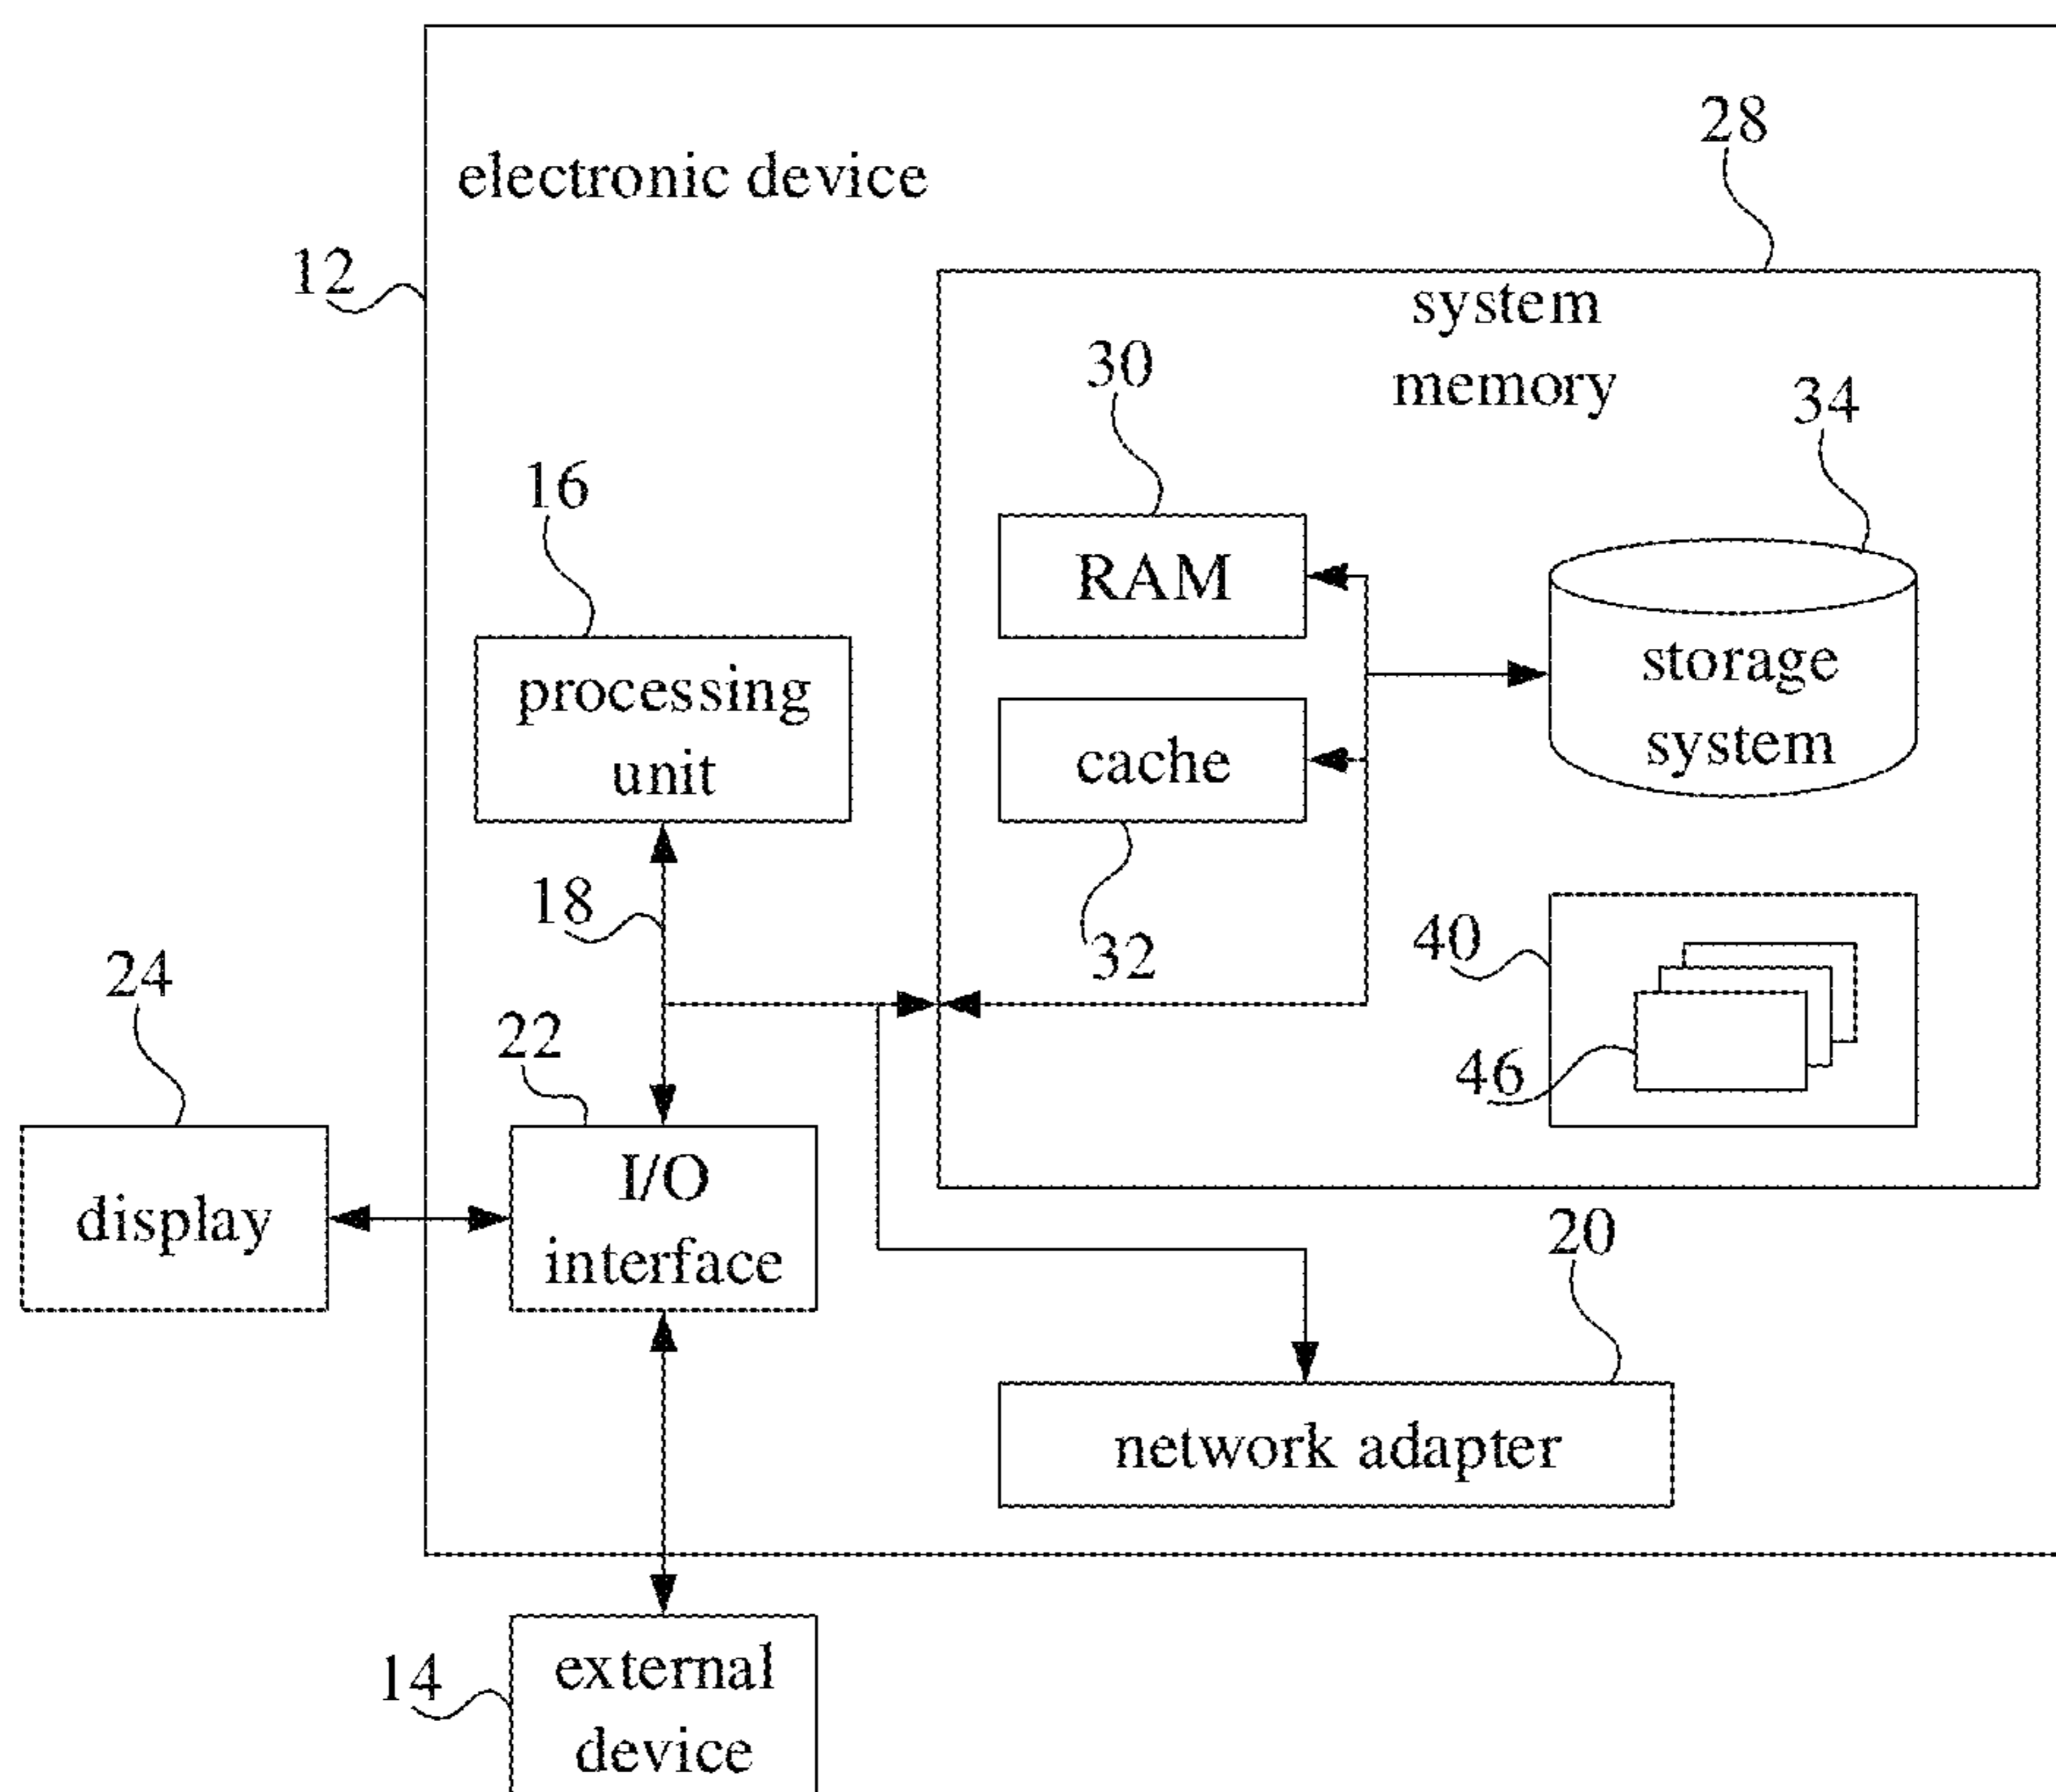 28
electronic device
12
system
memory
30
34
16
RAM
processing
unit
storage
system
cache
18
32
40
24
22
46
I/O
interface
display
20
network adapter
14
external
device